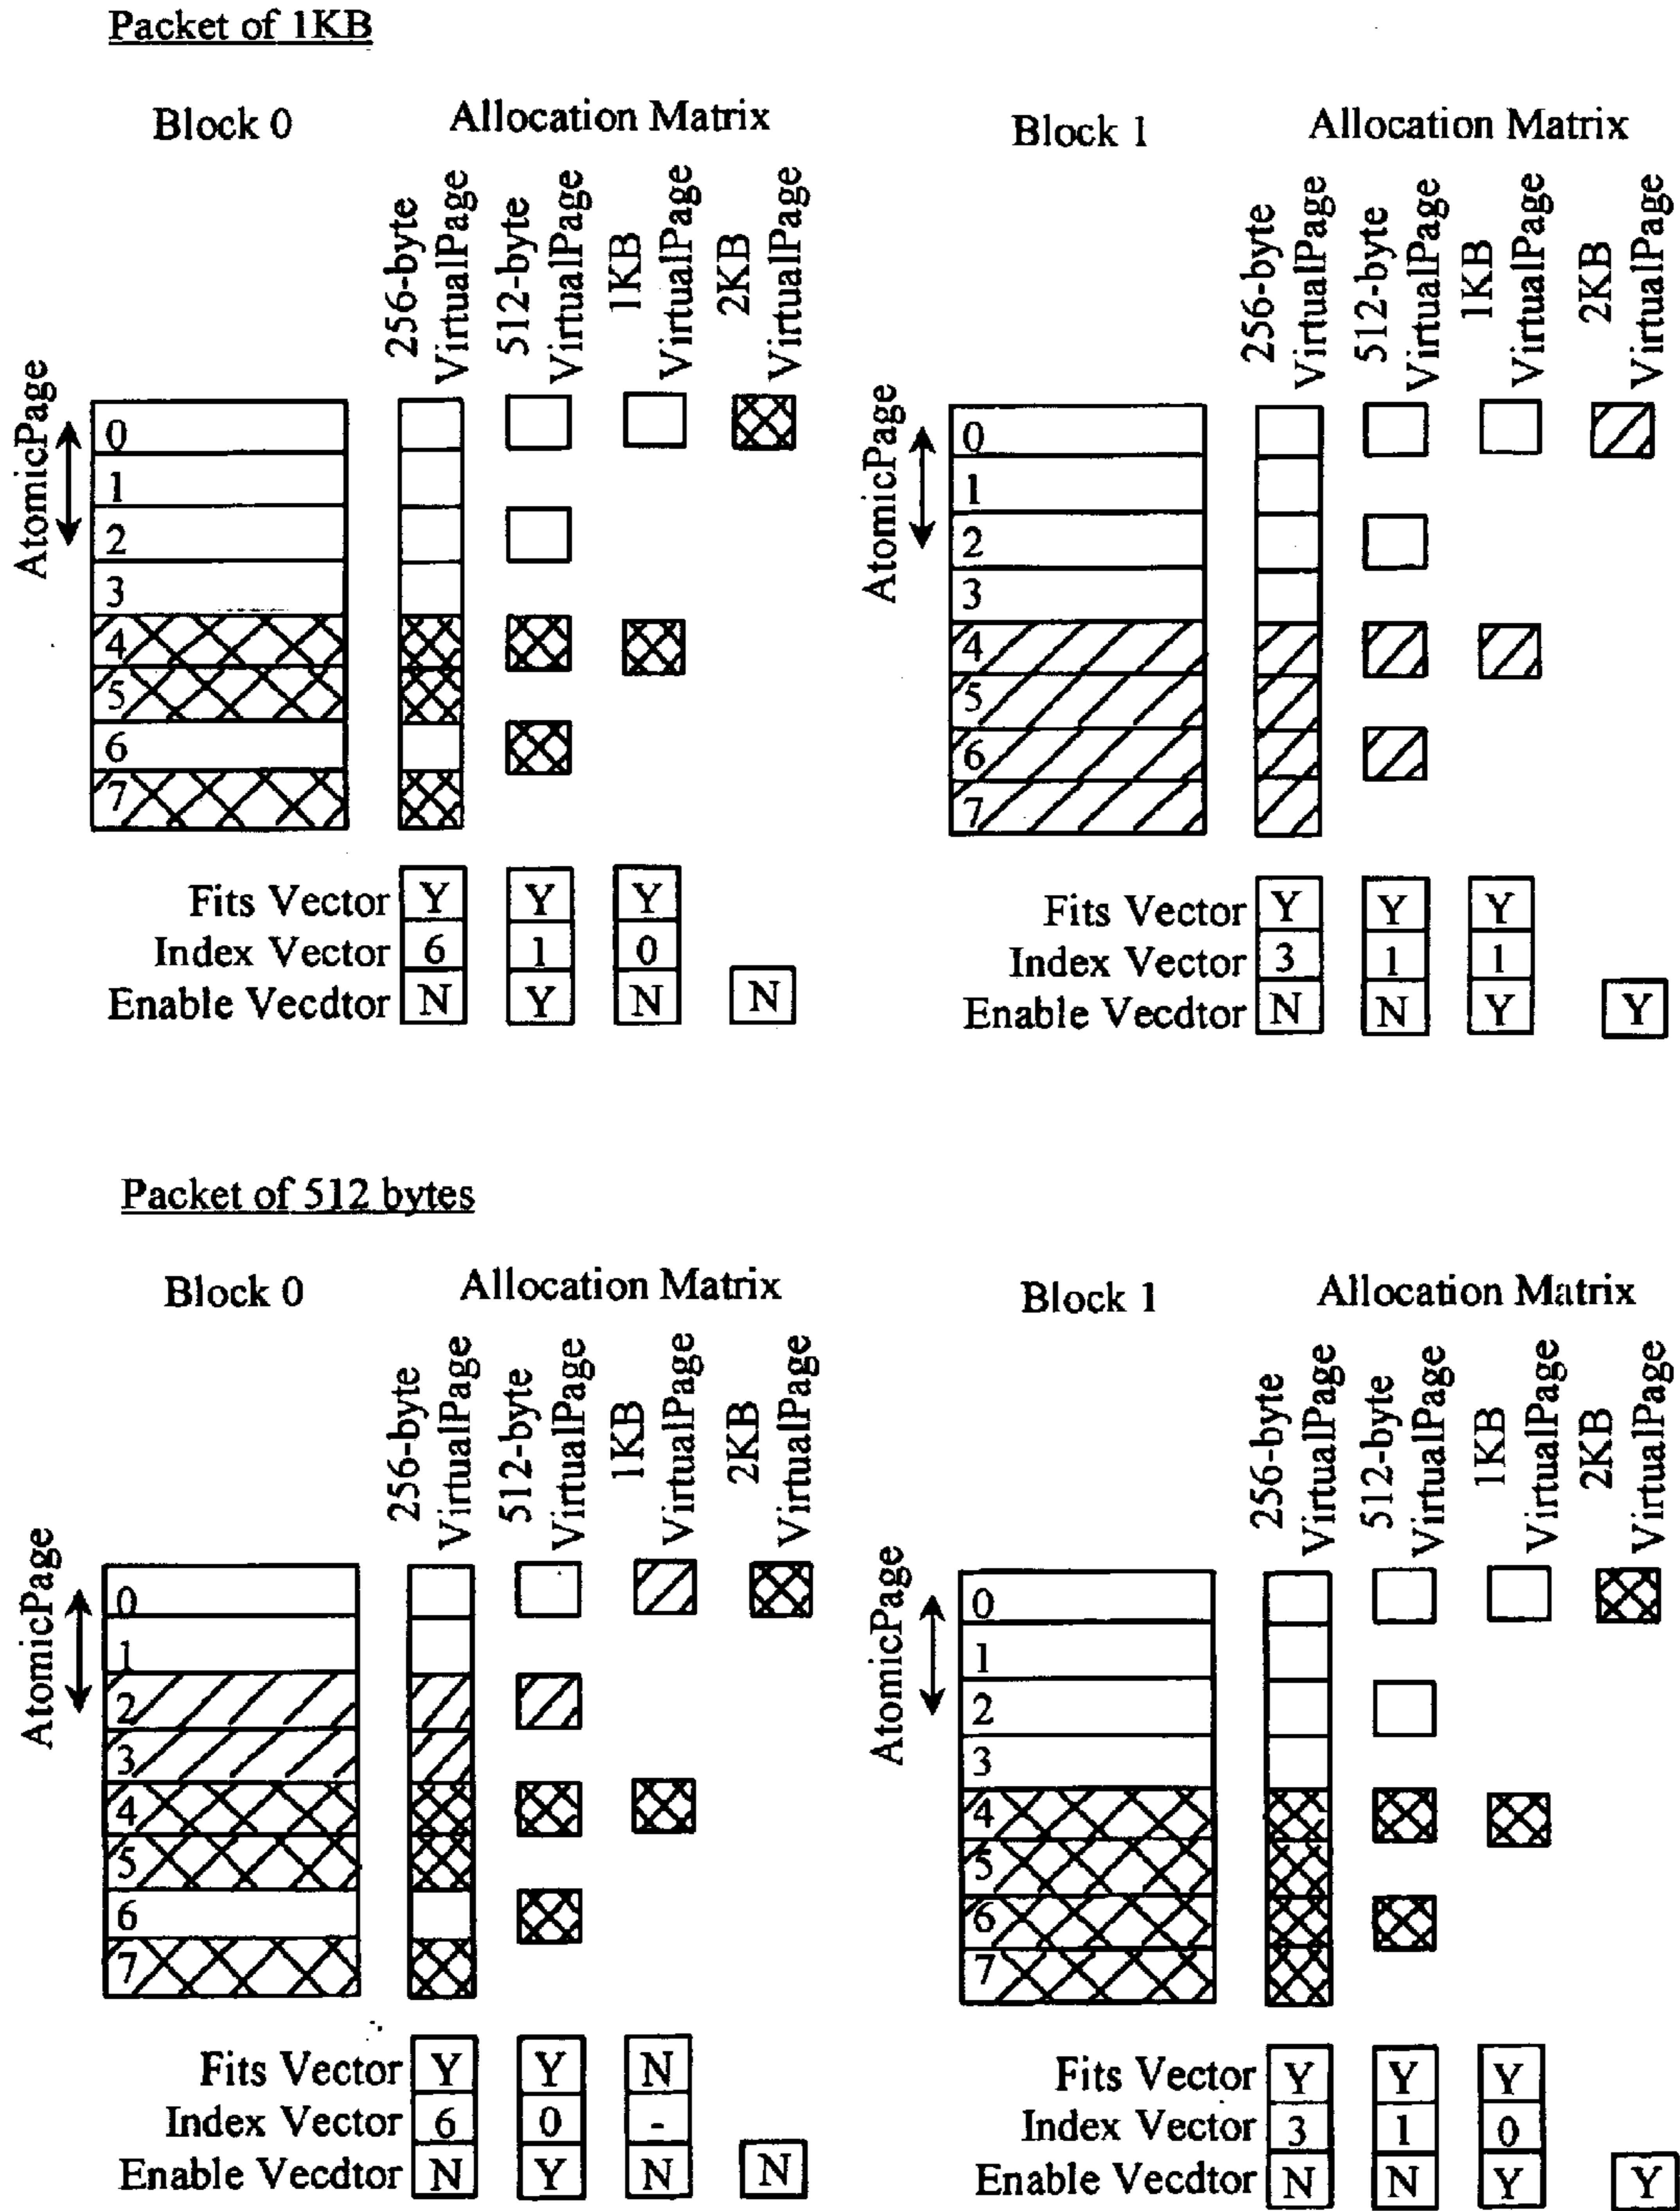 Packet of 1KB
Block 0
Allocation Matrix
256-byte
VirtualPage
512-byte
VirtualPage
1KB
VirtualPage
2KB
VirtualPage
AtomicPage
0
1
2
3
4
5
6
7
Fits Vector Y Y Y
Index Vector 6 1 0
Enable Vecdtor N Y N N
Block 1
Allocation Matrix
256-byte
VirtualPage
512-byte
VirtualPage
1KB
VirtualPage
2KB
VirtualPage
AtomicPage
0
1
2
3
4
5
6
7
Fits Vector Y Y Y
Index Vector 3 1 1
Enable Vecdtor N N Y Y
Packet of 512 bytes
Block 0
Allocation Matrix
256-byte
VirtualPage
512-byte
VirtualPage
1KB
VirtualPage
2KB
VirtualPage
AtomicPage
0
1
2
3
4
5
6
7
Fits Vector Y Y N
Index Vector 6 0 -
Enable Vecdtor N Y N N
Block 1
Allocation Matrix
256-byte
VirtualPage
512-byte
VirtualPage
1KB
VirtualPage
2KB
VirtualPage
AtomicPage
0
1
2
3
4
5
6
7
Fits Vector Y Y Y
Index Vector 3 1 0
Enable Vecdtor N N Y Y